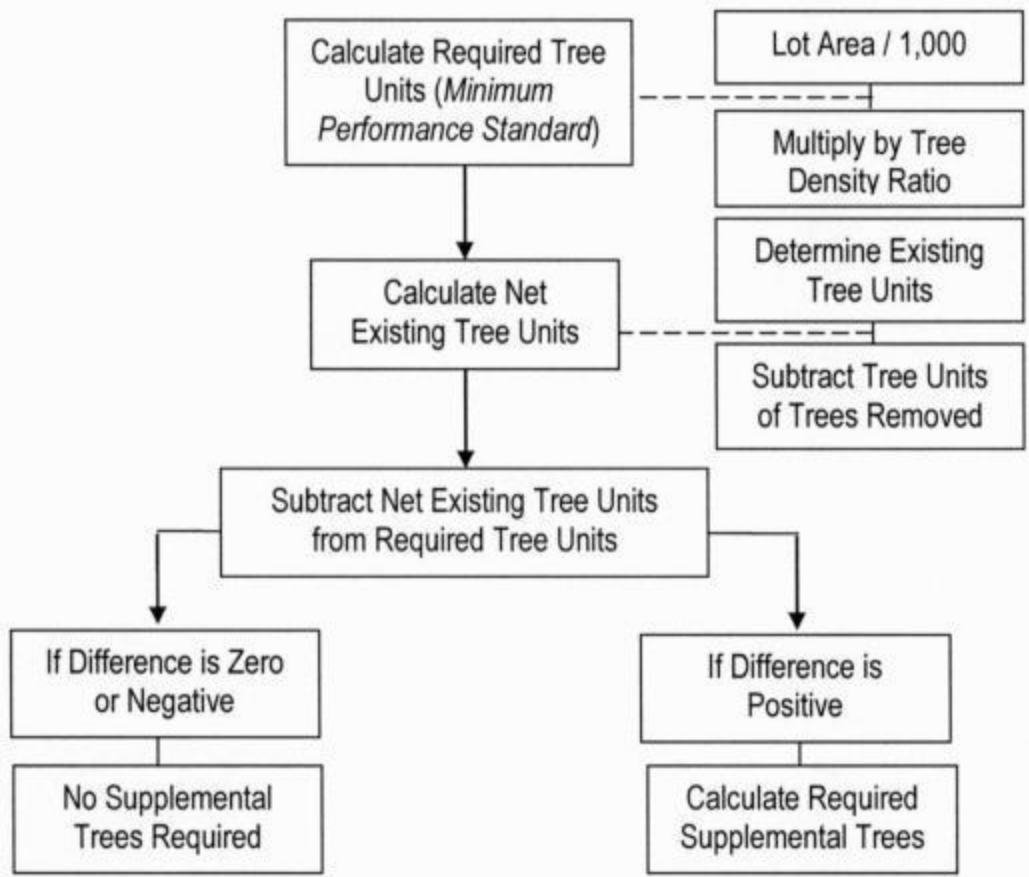 Calculate Required Tree
Units (Minimum
Performance Standard)
Lot Area / 1,000
Multiply by Tree
Density Ratio
Calculate Net
Existing Tree Units
Determine Existing
Tree Units
Subtract Tree Units
of Trees Removed
Subtract Net Existing Tree Units
from Required Tree Units
If Difference is Zero
or Negative
No Supplemental
Trees Required
If Difference is
Positive
Calculate Required
Supplemental Trees